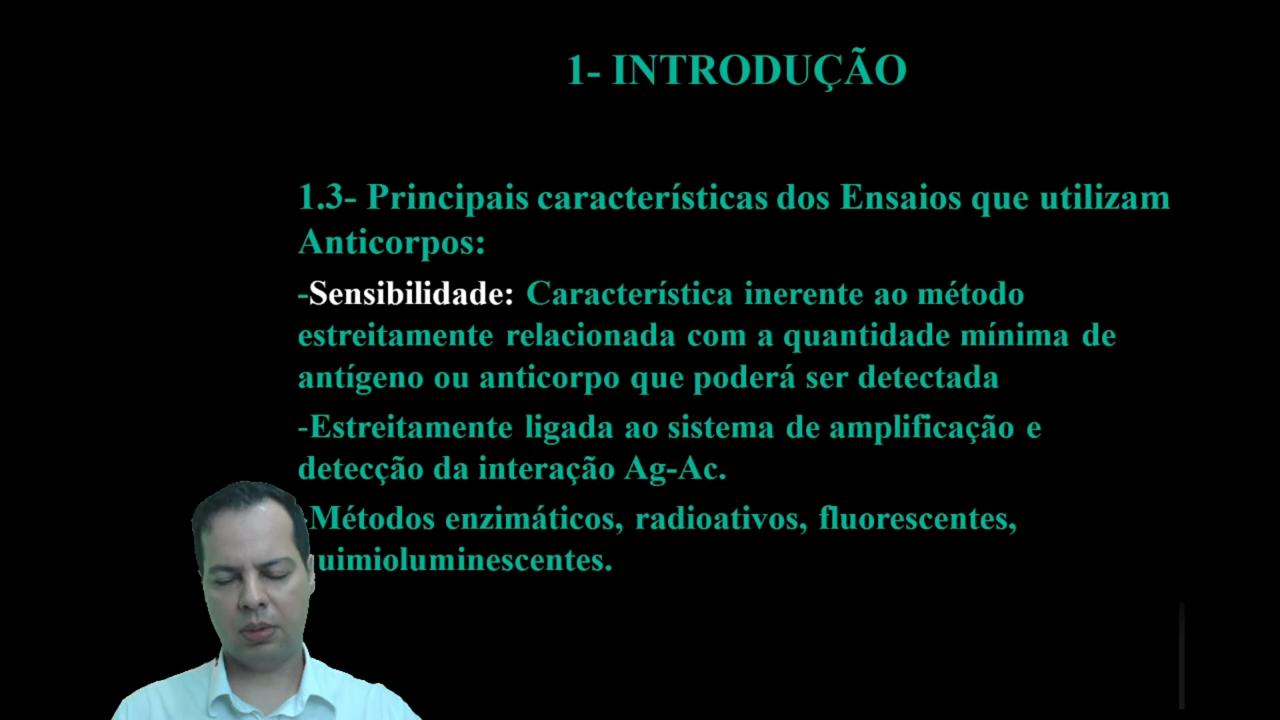 1- INTRODUÇÃO
1.3- Principais características dos Ensaios que utilizam
Anticorpos:
-Sensibilidade: Característica inerente ao método
estreitamente relacionada com a quantidade mínima de
antígeno ou anticorpo que poderá ser detectada
-Estreitamente ligada ao sistema de amplificação e
detecção da interação Ag-Ac.
-Métodos enzimáticos, radioativos, fluorescentes,
uimioluminescentes.